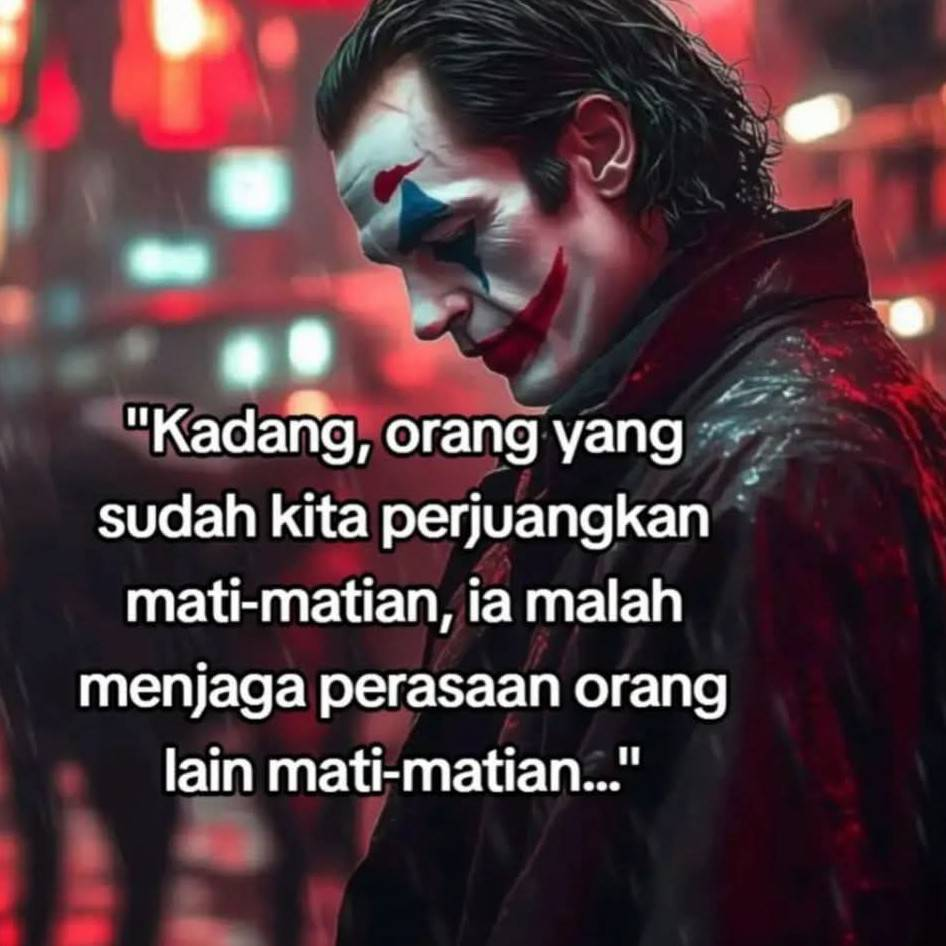 "Kadang, orang yang
sudah kita perjuangkan
mati-matian, ia malah
menjaga perasaan orang
lain mati-matian..."